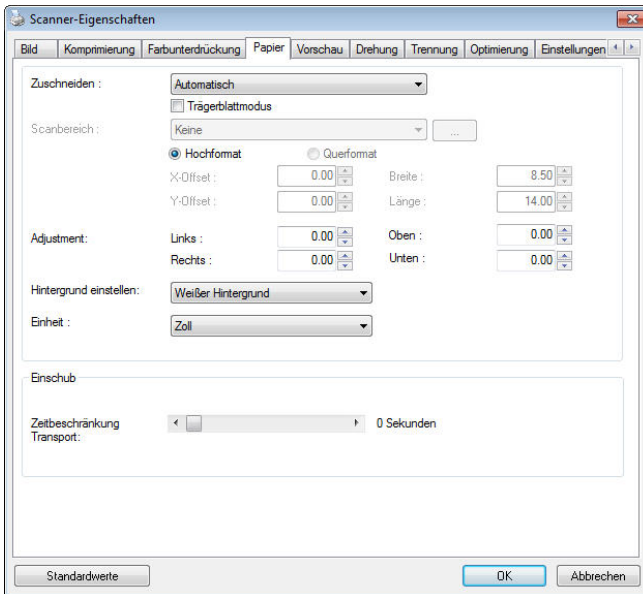 Scanner-Eigenschaften
Bild Komprimierung Farbunterdrückung Papier Vorschau Drehung Trennung Optimierung Einstellungen
Zuschneiden : Automatisch
Trägerblattmodus
Scanbereich : Keine ...
Hochformat Querformat
X-Offset : 0.00 Breite : 8.50
Y-Offset : 0.00 Länge : 14.00
Adjustment: Links : 0.00 Oben : 0.00
Rechts : 0.00 Unten : 0.00
Hintergrund einstellen: Weißer Hintergrund
Einheit : Zoll
Einschub
Zeitbeschränkung 0 Sekunden
Transport:
Standardwerte OK Abbrechen